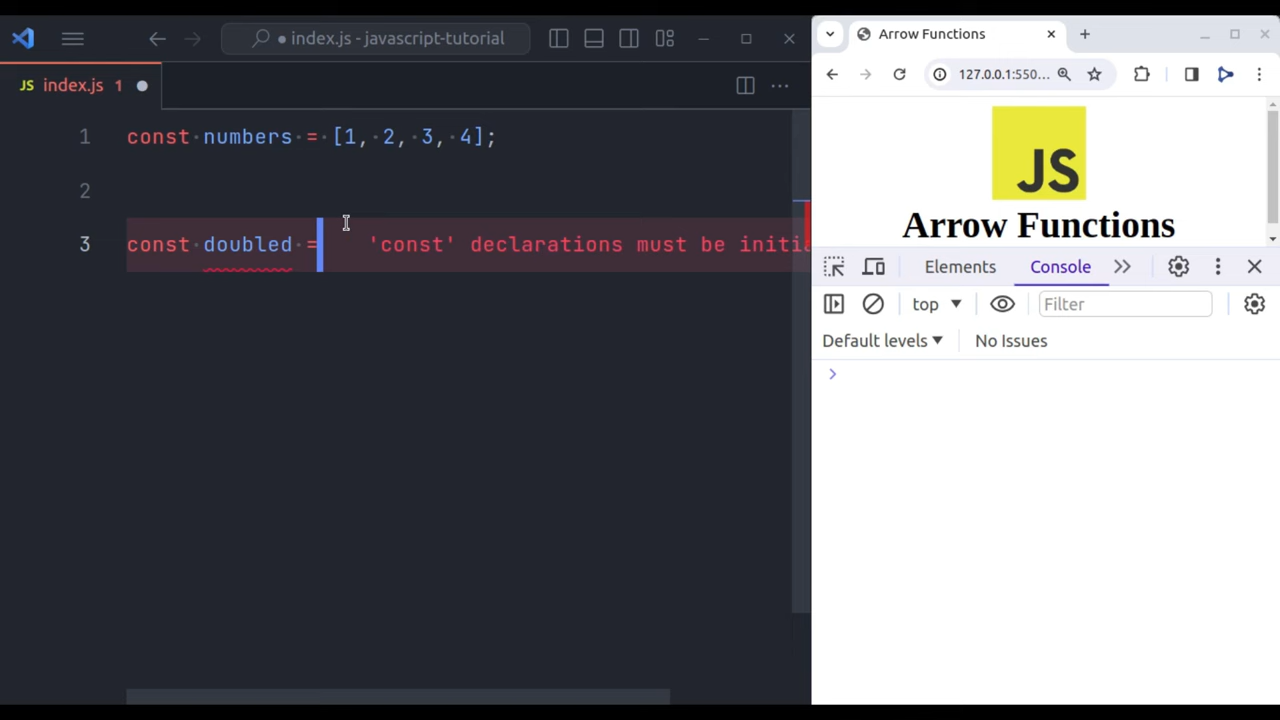 index.js - javascript-tutorial
JS index.js 1
1 const numbers = [1, 2, 3, 4];
2
3 const doubled = 'const' declarations must be initi
Arrow Functions
127.0.0.1:550...
JS
Arrow Functions
Elements Console
top Filter
Default levels No Issues